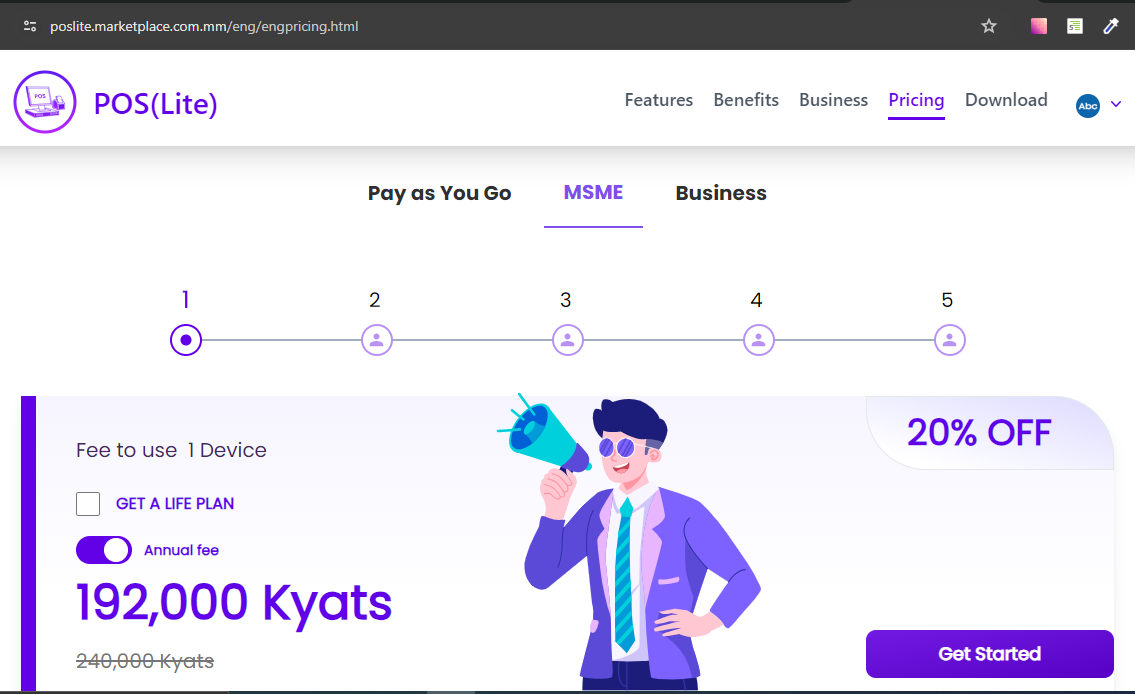 poslite.marketplace.com.mm/eng/engpricing.html
POS
POS(Lite)
Features Benefits Business Pricing Download Abc
Pay as You Go MSME Business
1 2 3 4 5
20% OFF
Fee to use 1 Device
GET A LIFE PLAN
Annual fee
192,000 Kyats
240,000 Kyats
Get Started